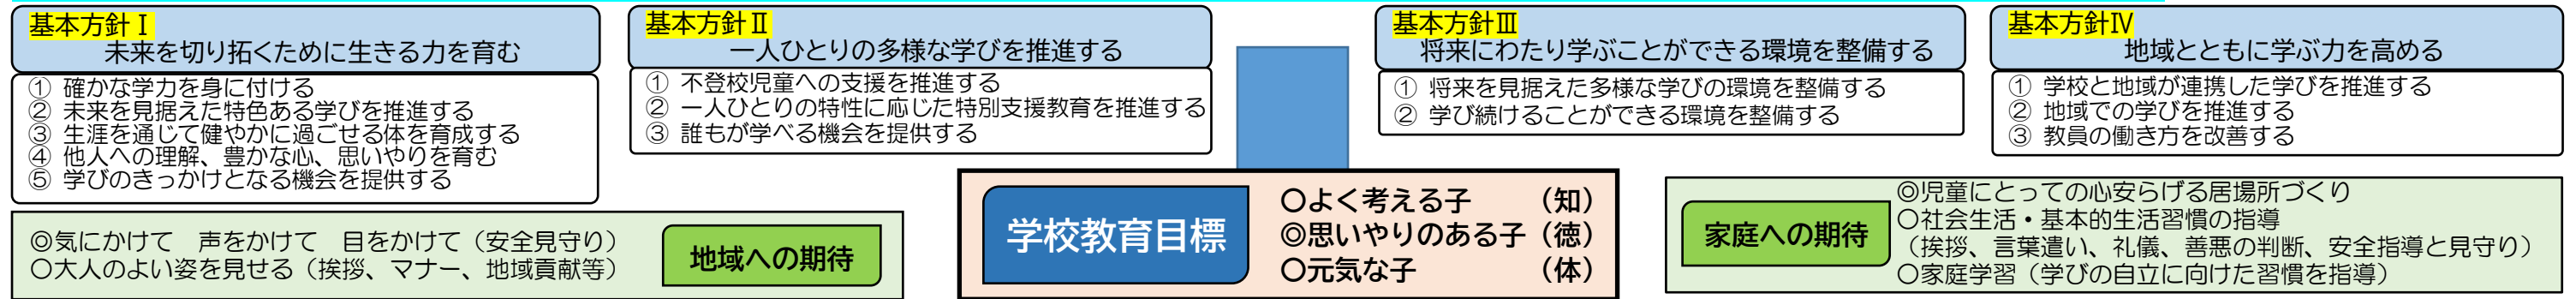 基本方針Ⅰ
未来を切り拓くために生きる力を育む
① 確かな学力を身に付ける
② 未来を見据えた特色ある学びを推進する
③ 生涯を通じて健やかに過ごせる体を育成する
④ 他人への理解、豊かな心、思いやりを育む
⑤ 学びのきっかけとなる機会を提供する
基本方針Ⅱ
一人ひとりの多様な学びを推進する
① 不登校児童への支援を推進する
② 一人ひとりの特性に応じた特別支援教育を推進する
③ 誰もが学べる機会を提供する
基本方針Ⅲ
将来にわたり学ぶことができる環境を整備する
① 将来を見据えた多様な学びの環境を整備する
② 学び続けることができる環境を整備する
基本方針Ⅳ
地域とともに学ぶ力を高める
① 学校と地域が連携した学びを推進する
② 地域での学びを推進する
③ 教員の働き方を改善する
◎気にかけて　声をかけて　目をかけて（安全見守り）
○大人のよい姿を見せる（挨拶、マナー、地域貢献等）
地域への期待
学校教育目標
○よく考える子　　（知）
◎思いやりのある子（徳）
○元気な子　　　　（体）
家庭への期待
◎児童にとっての心安らげる居場所づくり
○社会生活・基本的生活習慣の指導
（挨拶、言葉遣い、礼儀、善悪の判断、安全指導と見守り）
○家庭学習（学びの自立に向けた習慣を指導）